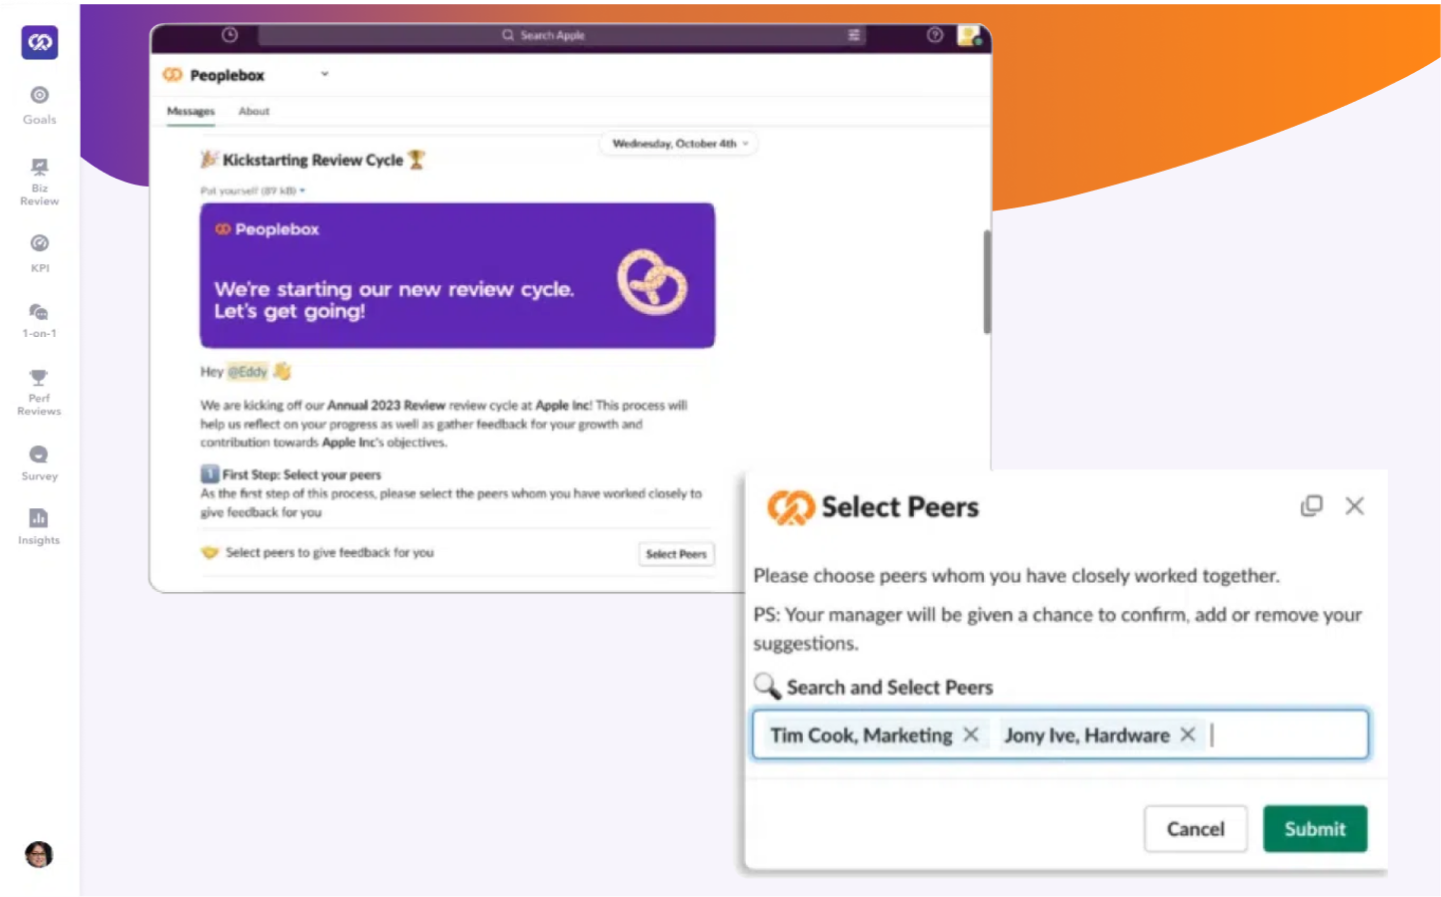 Goals
Biz
Review
KPI
1-on-1
Perf
Reviews
Survey
Insights
Search Apple
Peoplebox
Messages About
Wednesday, October 4th
Kickstarting Review Cycle
Pat yourself (89 kB)
Peoplebox
We're starting our new review cycle.
Let's get going!
Hey @Eddy
We are kicking off our Annual 2023 Review review cycle at Apple Inc! This process will
help us reflect on your progress as well as gather feedback for your growth and
contribution towards Apple Inc's objectives.
1 First Step: Select your peers
As the first step of this process, please select the peers whom you have worked closely to
give feedback for you
Select peers to give feedback for you
Select Peers
Select Peers
Please choose peers whom you have closely worked together.
PS: Your manager will be given a chance to confirm, add or remove your
suggestions.
Search and Select Peers
Tim Cook, Marketing Jony Ive, Hardware
Cancel Submit